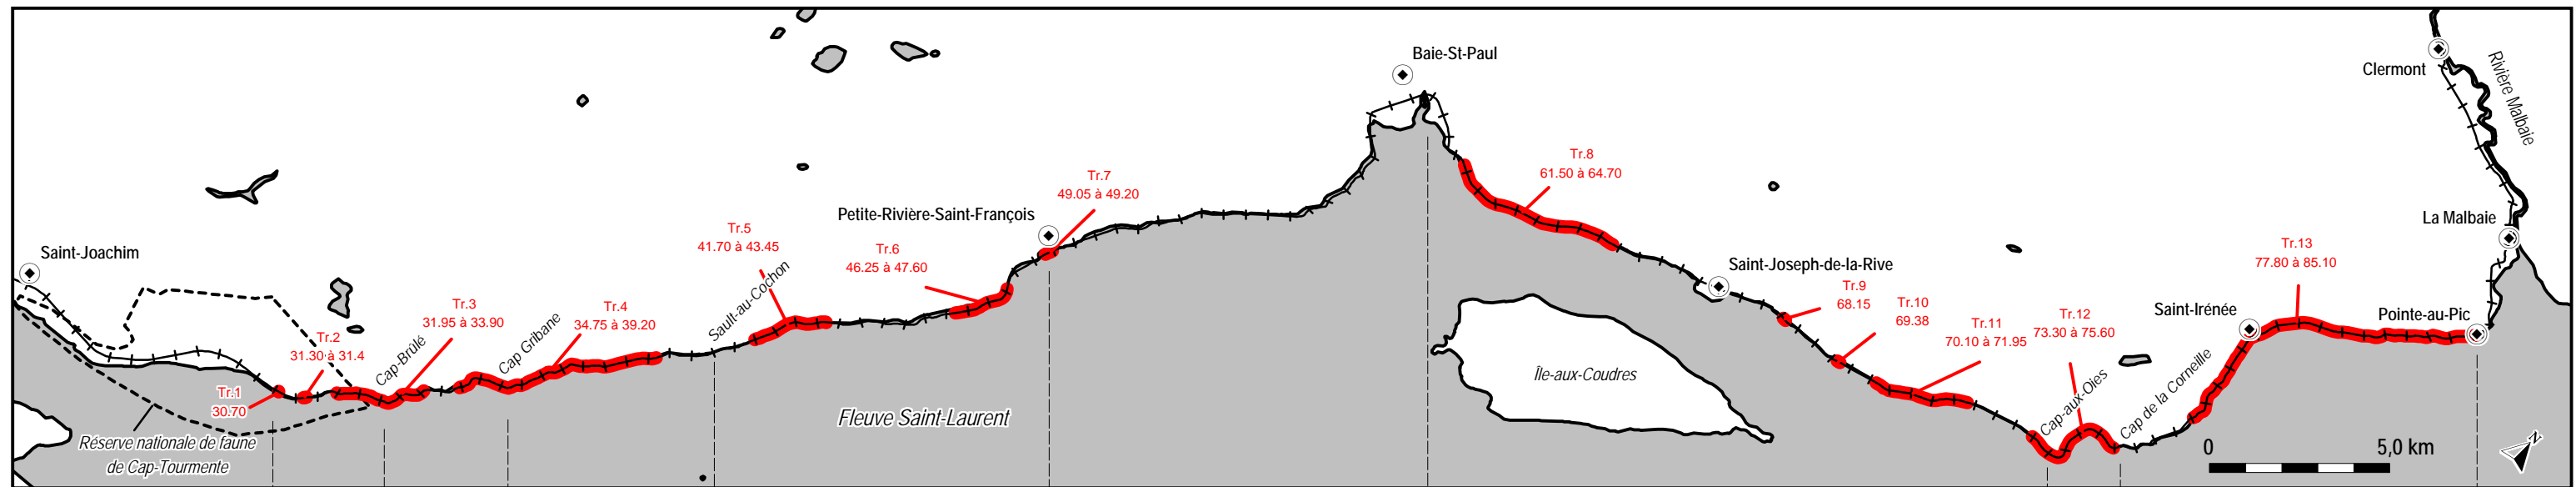 Saint-Joachim
Réserve nationale de faune
de Cap-Tourmente
Tr.1
30.70
Tr.2
31.30 à 31.4
Cap-Brûlé
Tr.3
31.95 à 33.90
Cap Gribane
Tr.4
34.75 à 39.20
Sault-au-Cochon
Tr.5
41.70 à 43.45
Tr.6
46.25 à 47.60
Petite-Rivière-Saint-François
Tr.7
49.05 à 49.20
Fleuve Saint-Laurent
Baie-St-Paul
Tr.8
61.50 à 64.70
Île-aux-Coudres
Saint-Joseph-de-la-Rive
Tr.9
68.15
Tr.10
69.38
Tr.11
70.10 à 71.95
Tr.12
73.30 à 75.60
Cap-aux-Oies
Cap de la Corneille
Saint-Irénée
Tr.13
77.80 à 85.10
Pointe-au-Pic
La Malbaie
Clermont
Rivière Malbaie
0 5,0 km
N